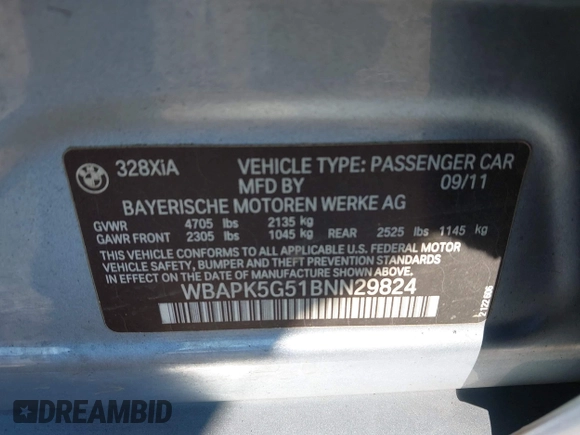 328XiA VEHICLE TYPE: PASSENGER CAR
MFD BY 09/11
BAYERISCHE MOTOREN WERKE AG
GVWR 4705 lbs 2135 kg
GAWR FRONT 2305 lbs 1045 kg REAR 2525 lbs 1145 kg
THIS VEHICLE CONFORMS TO ALL APPLICABLE U.S. FEDERAL MOTOR
VEHICLE SAFETY, BUMPER AND THEFT PREVENTION STANDARDS
IN EFFECT ON THE DATE OF MANUFACTURE SHOWN ABOVE.
WBAPK5G51BNN29824
DREAMBID